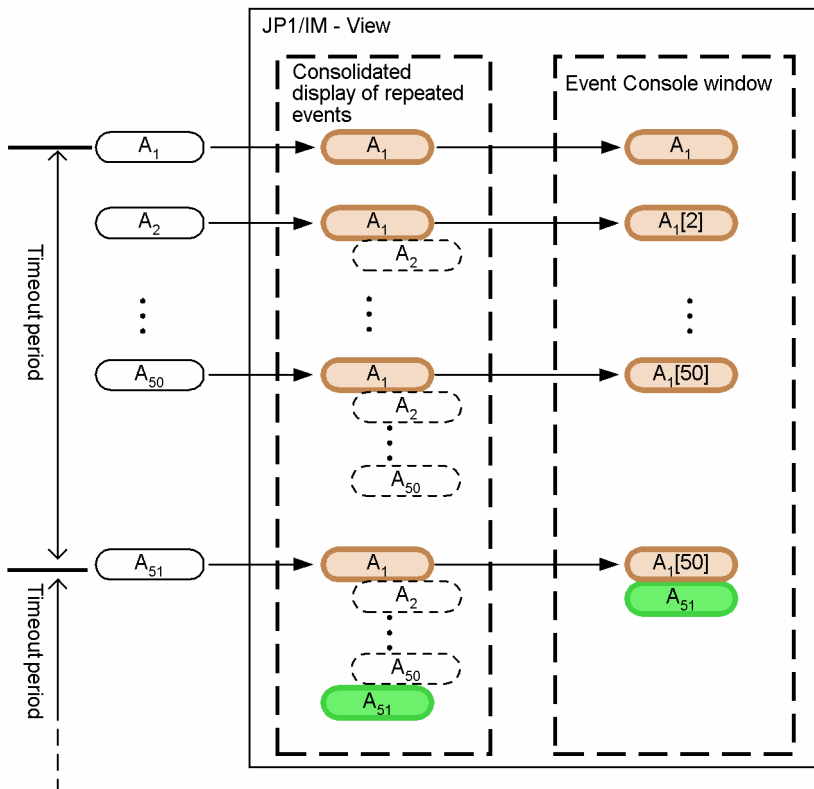 JP1/IM - View
Consolidated
display of repeated
events
Event Console window
A1
A1
A1
A2
A1
A2
A1[2]
Timeout period
A50
A1
A2
A50
A1[50]
A51
A1
A2
A50
A51
A1[50]
A51
Timeout period